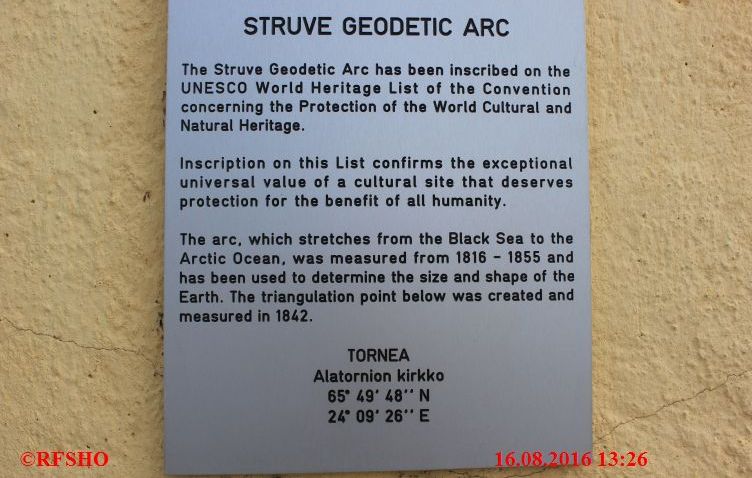 STRUVE GEODETIC ARC
The Struve Geodetic Arc has been inscribed on the
UNESCO World Heritage List of the Convention
concerning the Protection of the World Cultural and
Natural Heritage.
Inscription on this List confirms the exceptional
universal value of a cultural site that deserves
protection for the benefit of all humanity.
The arc, which stretches from the Black Sea to the
Arctic Ocean, was measured from 1816 - 1855 and
has been used to determine the size and shape of the
Earth. The triangulation point below was created and
measured in 1842.
TORNEA
Alatornion kirkko
65° 49' 48'' N
24° 09' 26'' E
©RFSHO
16.08.2016 13:26